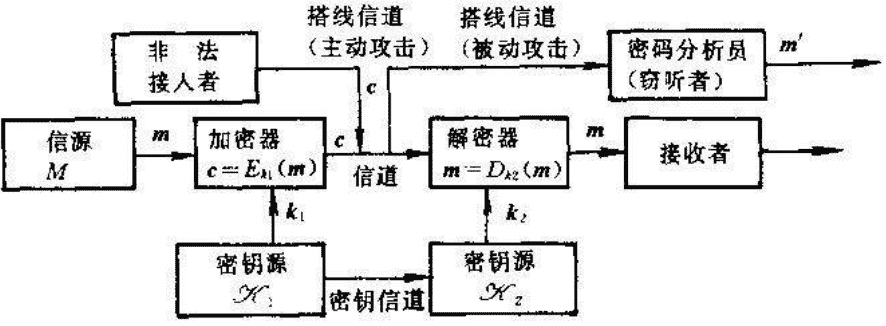 搭线信道
(主动攻击)
搭线信道
(被动攻击)
非 法
接人者
密码分析员
(窃听者)
m′
c
信源
M
m
加密器
c=Eₖ₁(m)
c
信道
解密器
m=Dₖ₂(m)
m
接收者
k₁
k₂
密钥源
𝒦₁
密钥信道
密钥源
𝒦₂